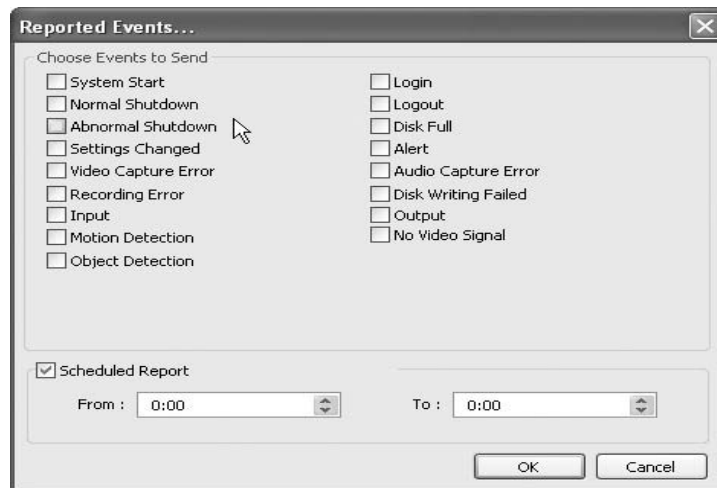 Reported Events...
Choose Events to Send
System Start
Normal Shutdown
Abnormal Shutdown
Settings Changed
Video Capture Error
Recording Error
Input
Motion Detection
Object Detection
Login
Logout
Disk Full
Alert
Audio Capture Error
Disk Writing Failed
Output
No Video Signal
Scheduled Report
From : 0:00 To : 0:00
OK Cancel